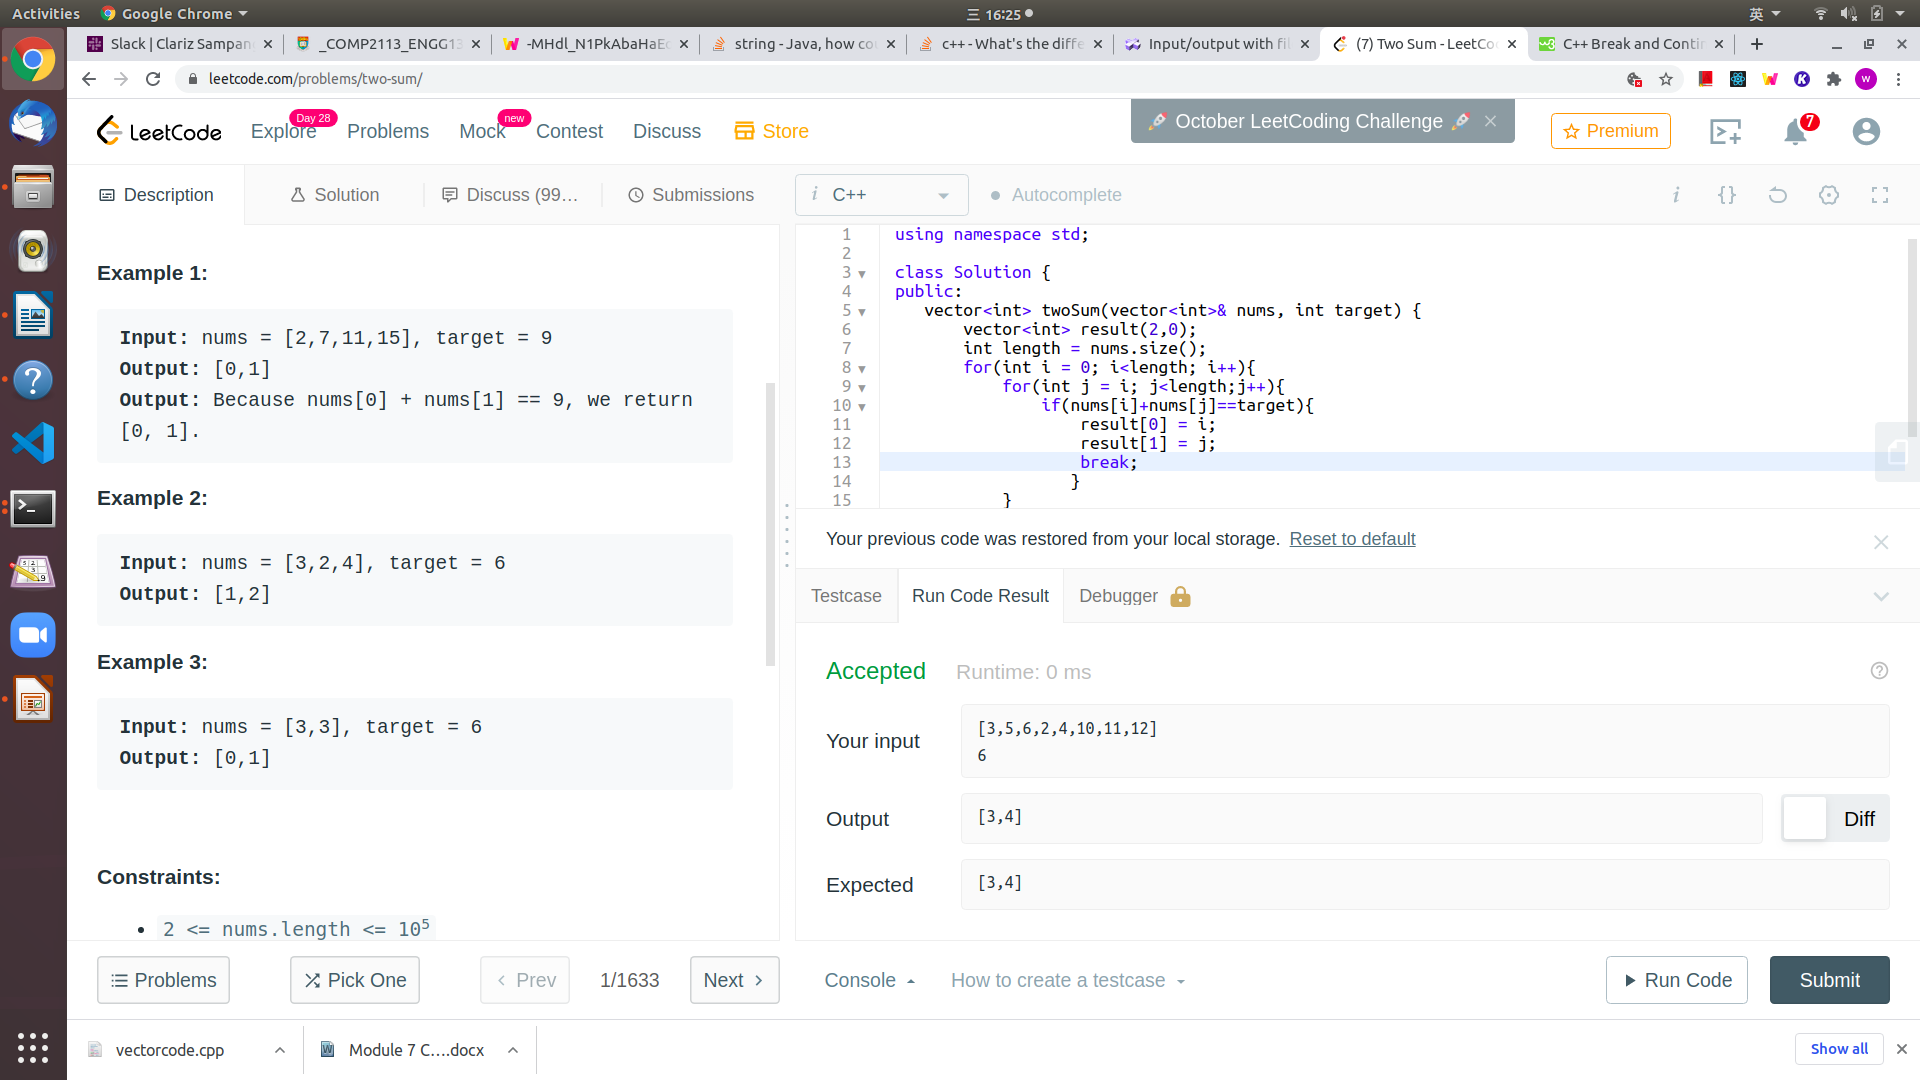 Activities Google Chrome 16:25 英
Slack | Clariz Sampang _COMP2113_ENGG13 -MHdl_N1PkAbaHaEc string - Java, how co c++ - What's the diffe Input/output with fil (7) Two Sum - LeetCo C++ Break and Contin
leetcode.com/problems/two-sum/
LeetCode Explore Day 28 Problems Mock new Contest Discuss Store October LeetCoding Challenge Premium 7
Description Solution Discuss (99... Submissions C++ Autocomplete
Example 1:
Input: nums = [2,7,11,15], target = 9
Output: [0,1]
Output: Because nums[0] + nums[1] == 9, we return
[0, 1].
Example 2:
Input: nums = [3,2,4], target = 6
Output: [1,2]
Example 3:
Input: nums = [3,3], target = 6
Output: [0,1]
Constraints:
2 <= nums.length <= 10^5
1 using namespace std;
2
3 class Solution {
4 public:
5 vector<int> twoSum(vector<int>& nums, int target) {
6 vector<int> result(2,0);
7 int length = nums.size();
8 for(int i = 0; i<length; i++){
9 for(int j = i; j<length;j++){
10 if(nums[i]+nums[j]==target){
11 result[0] = i;
12 result[1] = j;
13 break;
14 }
15 }
Your previous code was restored from your local storage. Reset to default
Testcase Run Code Result Debugger
Accepted Runtime: 0 ms
Your input
[3,5,6,2,4,10,11,12]
6
Output [3,4] Diff
Expected [3,4]
Problems Pick One Prev 1/1633 Next Console How to create a testcase Run Code Submit
vectorcode.cpp Module 7 C....docx Show all